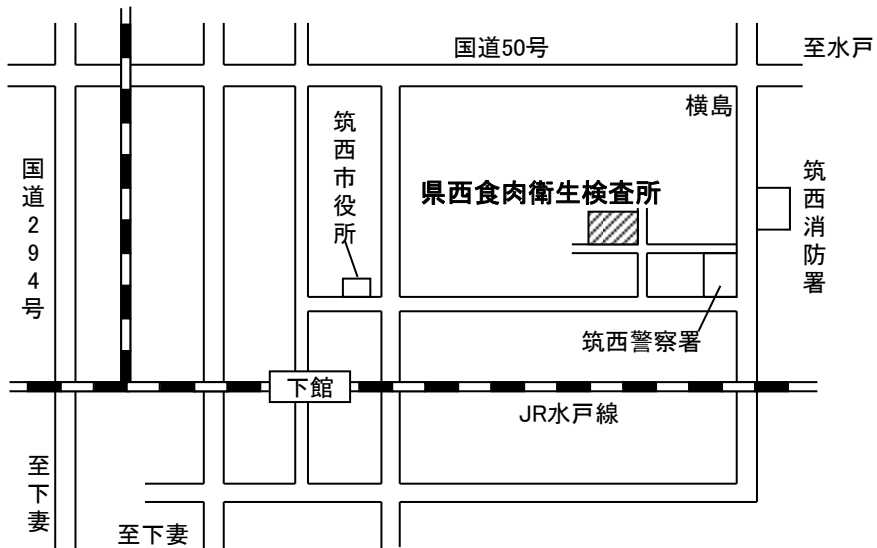 国道50号
至水戸
横島
筑西市役所
国道294号
県西食肉衛生検査所
筑西消防署
筑西警察署
下館
JR水戸線
至下妻
至下妻